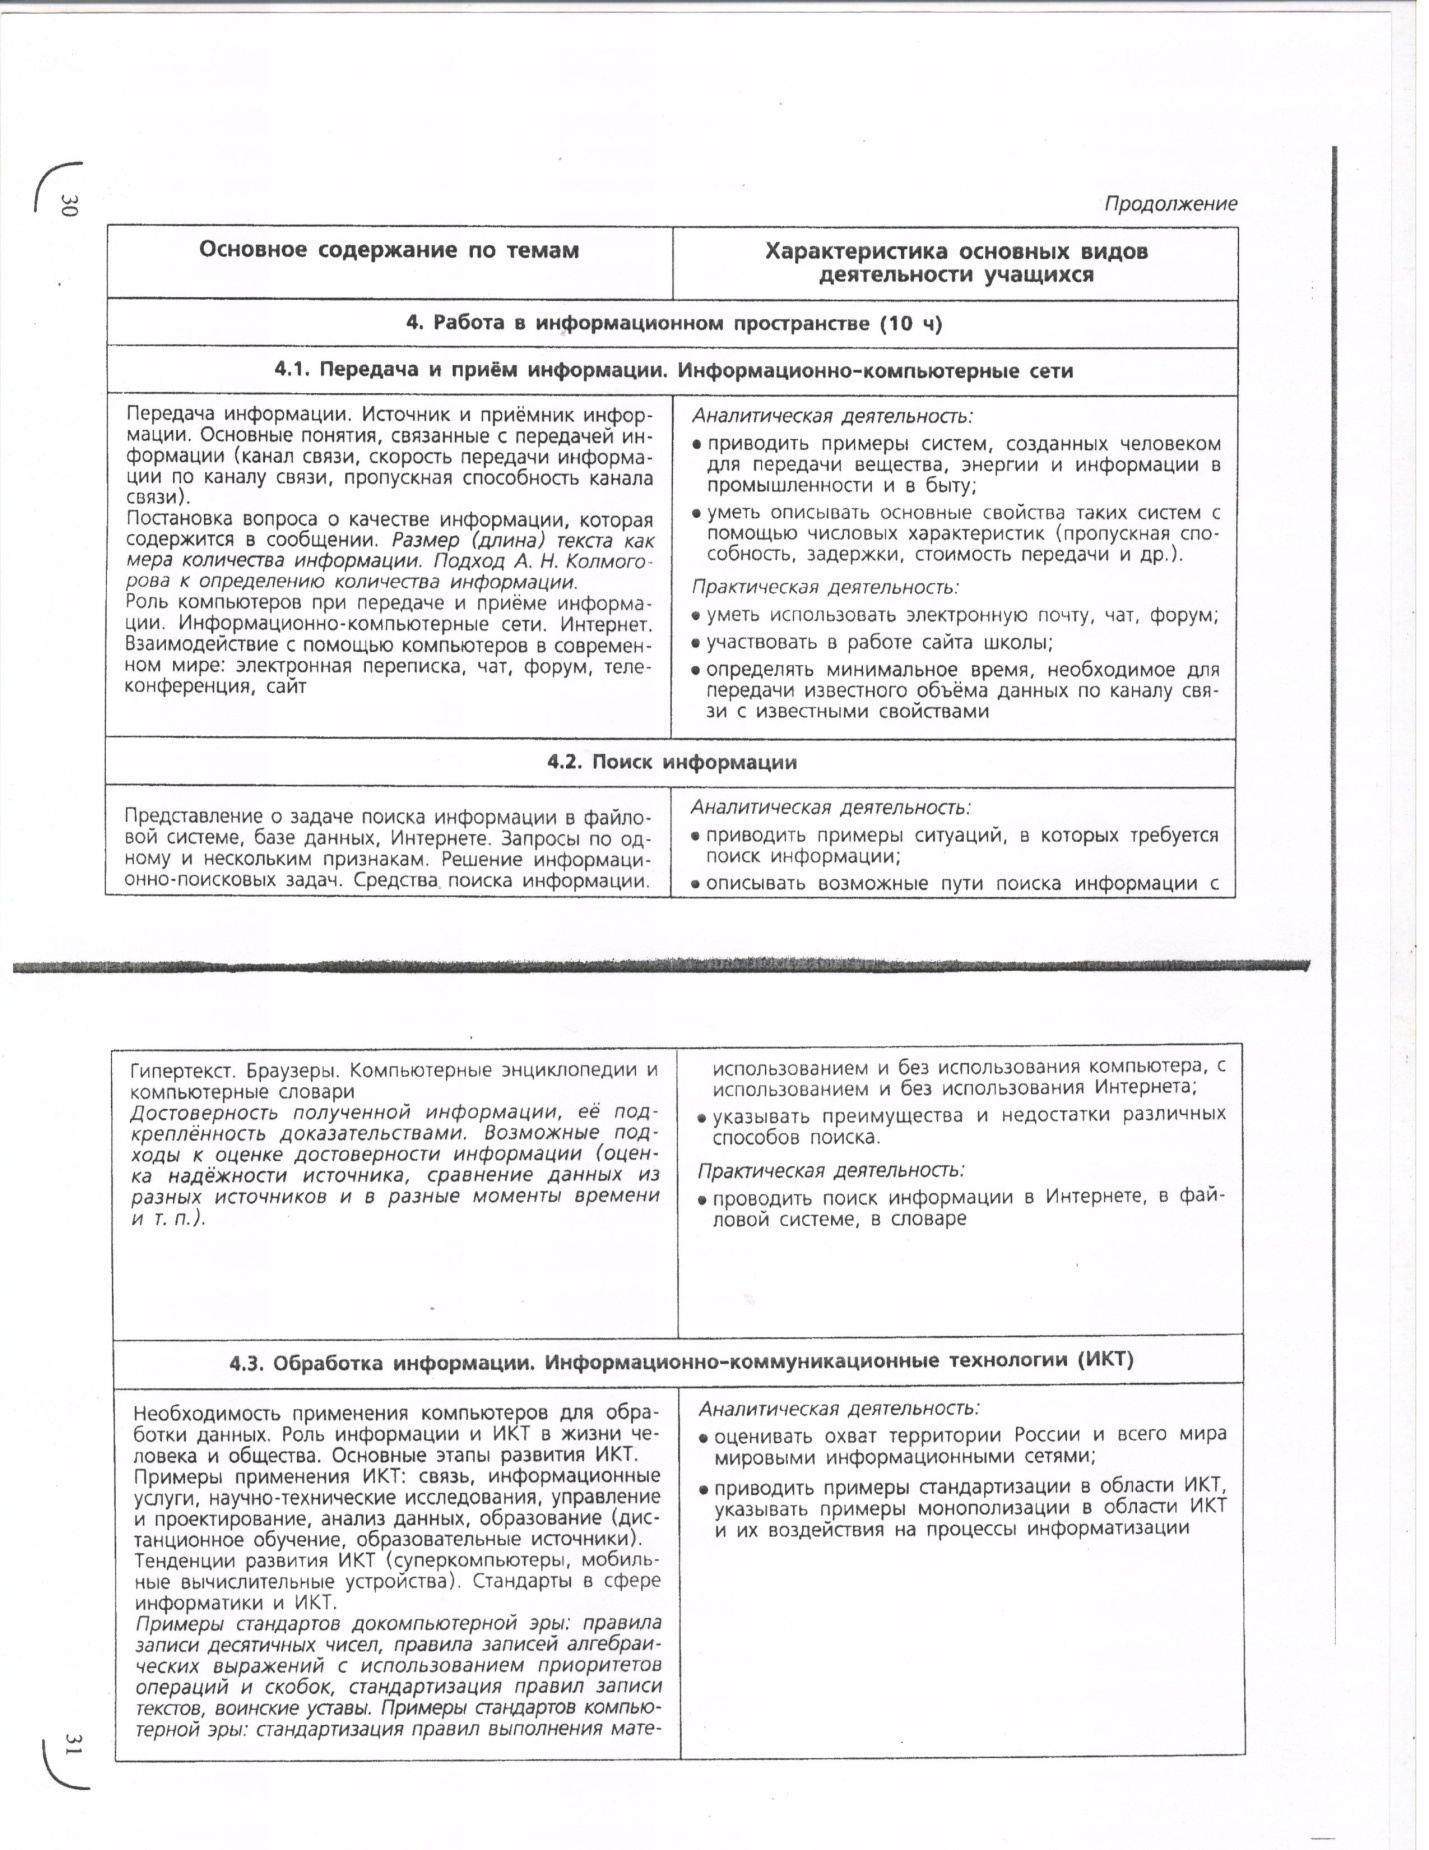 30
Продолжение
Основное содержание по темам
Характеристика основных видов
деятельности учащихся
4. Работа в информационном пространстве (10 ч)
4.1. Передача и приём информации. Информационно-компьютерные сети
Передача информации. Источник и приёмник инфор-
мации. Основные понятия, связанные с передачей ин-
формации (канал связи, скорость передачи информа-
ции по каналу связи, пропускная способность канала
связи).
Постановка вопроса о качестве информации, которая
содержится в сообщении. Размер (длина) текста как
мера количества информации. Подход А. Н. Колмого-
рова к определению количества информации.
Роль компьютеров при передаче и приёме информа-
ции. Информационно-компьютерные сети. Интернет.
Взаимодействие с помощью компьютеров в современ-
ном мире: электронная переписка, чат, форум, теле-
конференция, сайт
Аналитическая деятельность:
• приводить примеры систем, созданных человеком
для передачи вещества, энергии и информации в
промышленности и в быту;
• уметь описывать основные свойства таких систем с
помощью числовых характеристик (пропускная спо-
собность, задержки, стоимость передачи и др.).
Практическая деятельность:
• уметь использовать электронную почту, чат, форум;
• участвовать в работе сайта школы;
• определять минимальное время, необходимое для
передачи известного объёма данных по каналу свя-
зи с известными свойствами
4.2. Поиск информации
Представление о задаче поиска информации в файло-
вой системе, базе данных, Интернете. Запросы по од-
ному и нескольким признакам. Решение информаци-
онно-поисковых задач. Средства поиска информации.
Аналитическая деятельность:
• приводить примеры ситуаций, в которых требуется
поиск информации;
• описывать возможные пути поиска информации с
Гипертекст. Браузеры. Компьютерные энциклопедии и
компьютерные словари
Достоверность полученной информации, её под-
креплённость доказательствами. Возможные под-
ходы к оценке достоверности информации (оцен-
ка надёжности источника, сравнение данных из
разных источников и в разные моменты времени
и т. п.).
использованием и без использования компьютера, с
использованием и без использования Интернета;
• указывать преимущества и недостатки различных
способов поиска.
Практическая деятельность:
• проводить поиск информации в Интернете, в фай-
ловой системе, в словаре
4.3. Обработка информации. Информационно-коммуникационные технологии (ИКТ)
Необходимость применения компьютеров для обра-
ботки данных. Роль информации и ИКТ в жизни че-
ловека и общества. Основные этапы развития ИКТ.
Примеры применения ИКТ: связь, информационные
услуги, научно-технические исследования, управление
и проектирование, анализ данных, образование (дис-
танционное обучение, образовательные источники).
Тенденции развития ИКТ (суперкомпьютеры, мобиль-
ные вычислительные устройства). Стандарты в сфере
информатики и ИКТ.
Примеры стандартов докомпьютерной эры: правила
записи десятичных чисел, правила записей алгебраи-
ческих выражений с использованием приоритетов
операций и скобок, стандартизация правил записи
текстов, воинские уставы. Примеры стандартов компью-
терной эры: стандартизация правил выполнения мате-
Аналитическая деятельность:
• оценивать охват территории России и всего мира
мировыми информационными сетями;
• приводить примеры стандартизации в области ИКТ,
указывать примеры монополизации в области ИКТ
и их воздействия на процессы информатизации
31